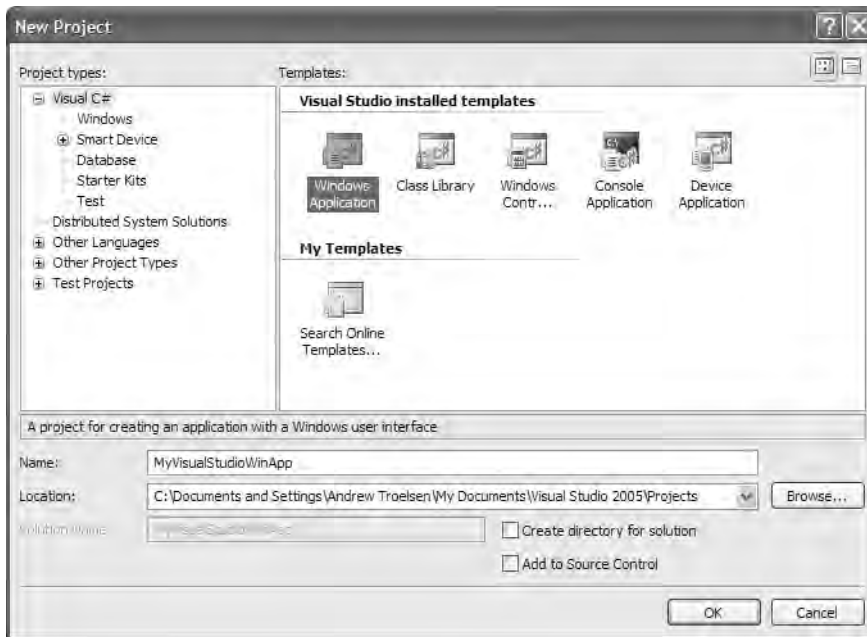 New Project
Project types:
Templates:
Visual C#
Windows
Smart Device
Database
Starter Kits
Test
Distributed System Solutions
Other Languages
Other Project Types
Test Projects
Visual Studio installed templates
Windows Application
Class Library
Windows Contr...
Console Application
Device Application
My Templates
Search Online Templates...
A project for creating an application with a Windows user interface
Name:
MyVisualStudioWinApp
Location:
C:\Documents and Settings\Andrew Troelsen\My Documents\Visual Studio 2005\Projects
Browse...
Solution Name:
Create directory for solution
Add to Source Control
OK
Cancel